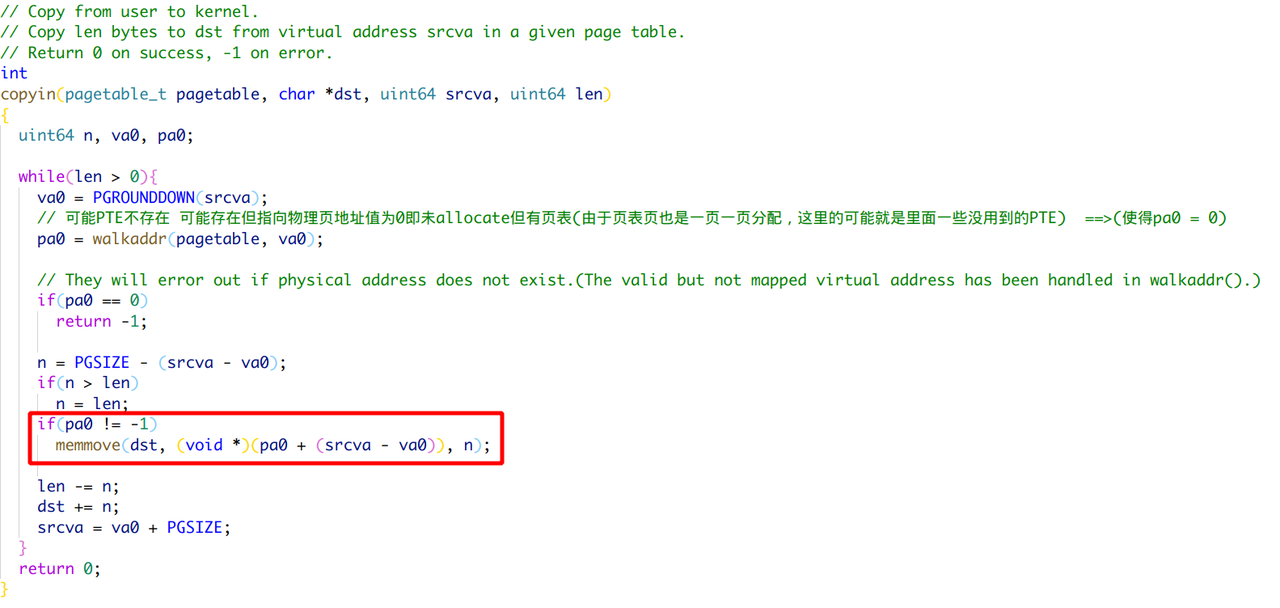 // Copy from user to kernel.
// Copy len bytes to dst from virtual address srcva in a given page table.
// Return 0 on success, -1 on error.
int
copyin(pagetable_t pagetable, char *dst, uint64 srcva, uint64 len)
{
  uint64 n, va0, pa0;

  while(len > 0){
    va0 = PGROUNDDOWN(srcva);
    // 可能PTE不存在 可能存在但指向物理页地址值为0即未allocate但有页表(由于页表页也是一页一页分配，这里的可能就是里面一些没用到的PTE)  ==>(使得pa0 = 0)
    pa0 = walkaddr(pagetable, va0);

    // They will error out if physical address does not exist.(The valid but not mapped virtual address has been handled in walkaddr().)
    if(pa0 == 0)
      return -1;

    n = PGSIZE - (srcva - va0);
    if(n > len)
      n = len;
    if(pa0 != -1)
      memmove(dst, (void *)(pa0 + (srcva - va0)), n);

    len -= n;
    dst += n;
    srcva = va0 + PGSIZE;
  }
  return 0;
}